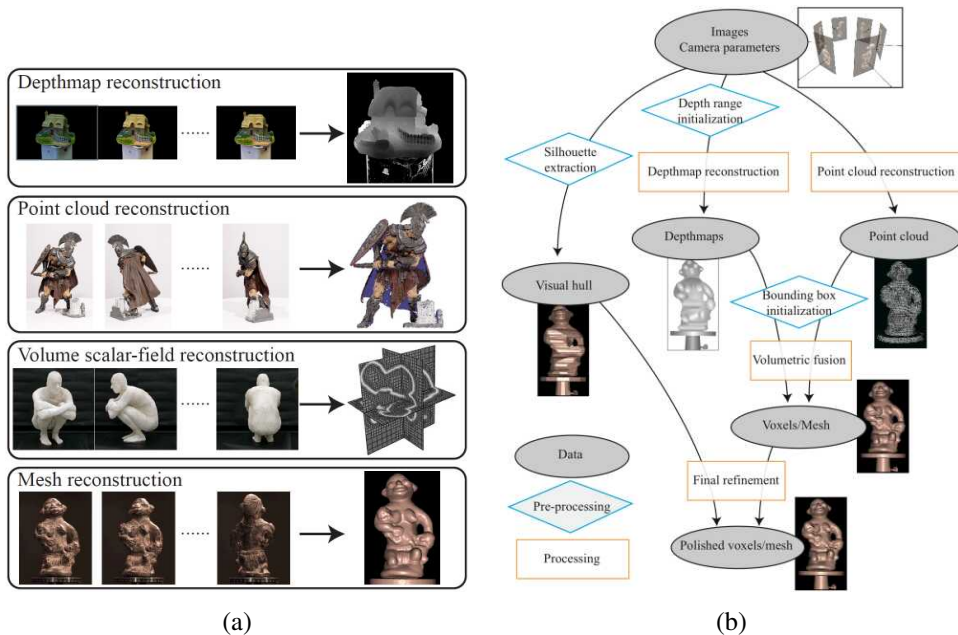 Depthmap reconstruction
......
Point cloud reconstruction
......
Volume scalar-field reconstruction
......
Mesh reconstruction
......
(a)
Images
Camera parameters
Depth range
initialization
Silhouette
extraction
Depthmap reconstruction
Point cloud reconstruction
Depthmaps
Point cloud
Visual hull
Bounding box
initialization
Volumetric fusion
Voxels/Mesh
Data
Final refinement
Pre-processing
Polished voxels/mesh
Processing
(b)